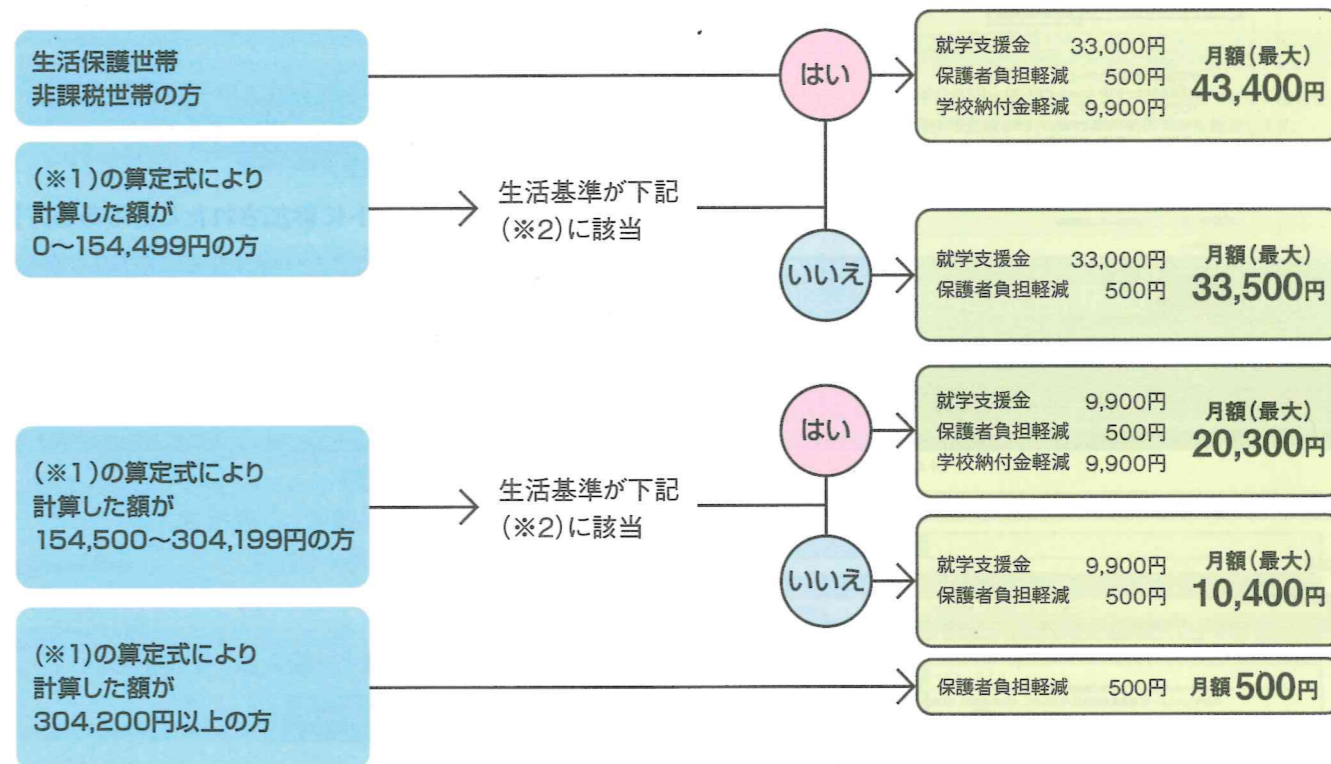 生活保護世帯
非課税世帯の方
はい
就学支援金 33,000円
保護者負担軽減 500円
学校納付金軽減 9,900円
月額(最大)
43,400円
(※1)の算定式により
計算した額が
0〜154,499円の方
生活基準が下記
(※2)に該当
いいえ
就学支援金 33,000円
保護者負担軽減 500円
月額(最大)
33,500円
(※1)の算定式により
計算した額が
154,500〜304,199円の方
生活基準が下記
(※2)に該当
はい
就学支援金 9,900円
保護者負担軽減 500円
学校納付金軽減 9,900円
月額(最大)
20,300円
いいえ
就学支援金 9,900円
保護者負担軽減 500円
月額(最大)
10,400円
(※1)の算定式により
計算した額が
304,200円以上の方
保護者負担軽減 500円 月額500円